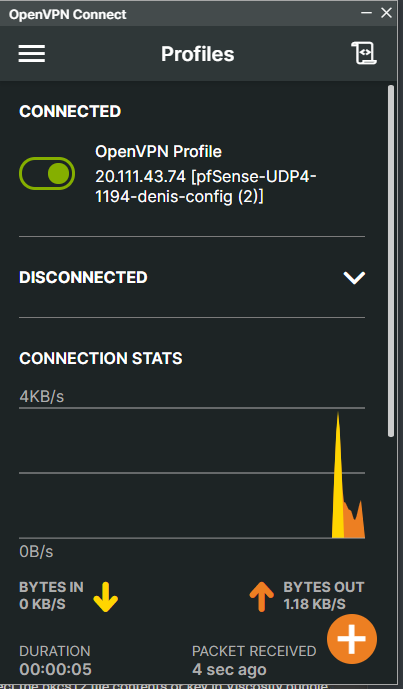 OpenVPN Connect
Profiles
CONNECTED
OpenVPN Profile
20.111.43.74 [pfSense-UDP4-
1194-denis-config (2)]
DISCONNECTED
CONNECTION STATS
4KB/s
0B/s
BYTES IN
0 KB/S
BYTES OUT
1.18 KB/S
DURATION
00:00:05
PACKET RECEIVED
4 sec ago